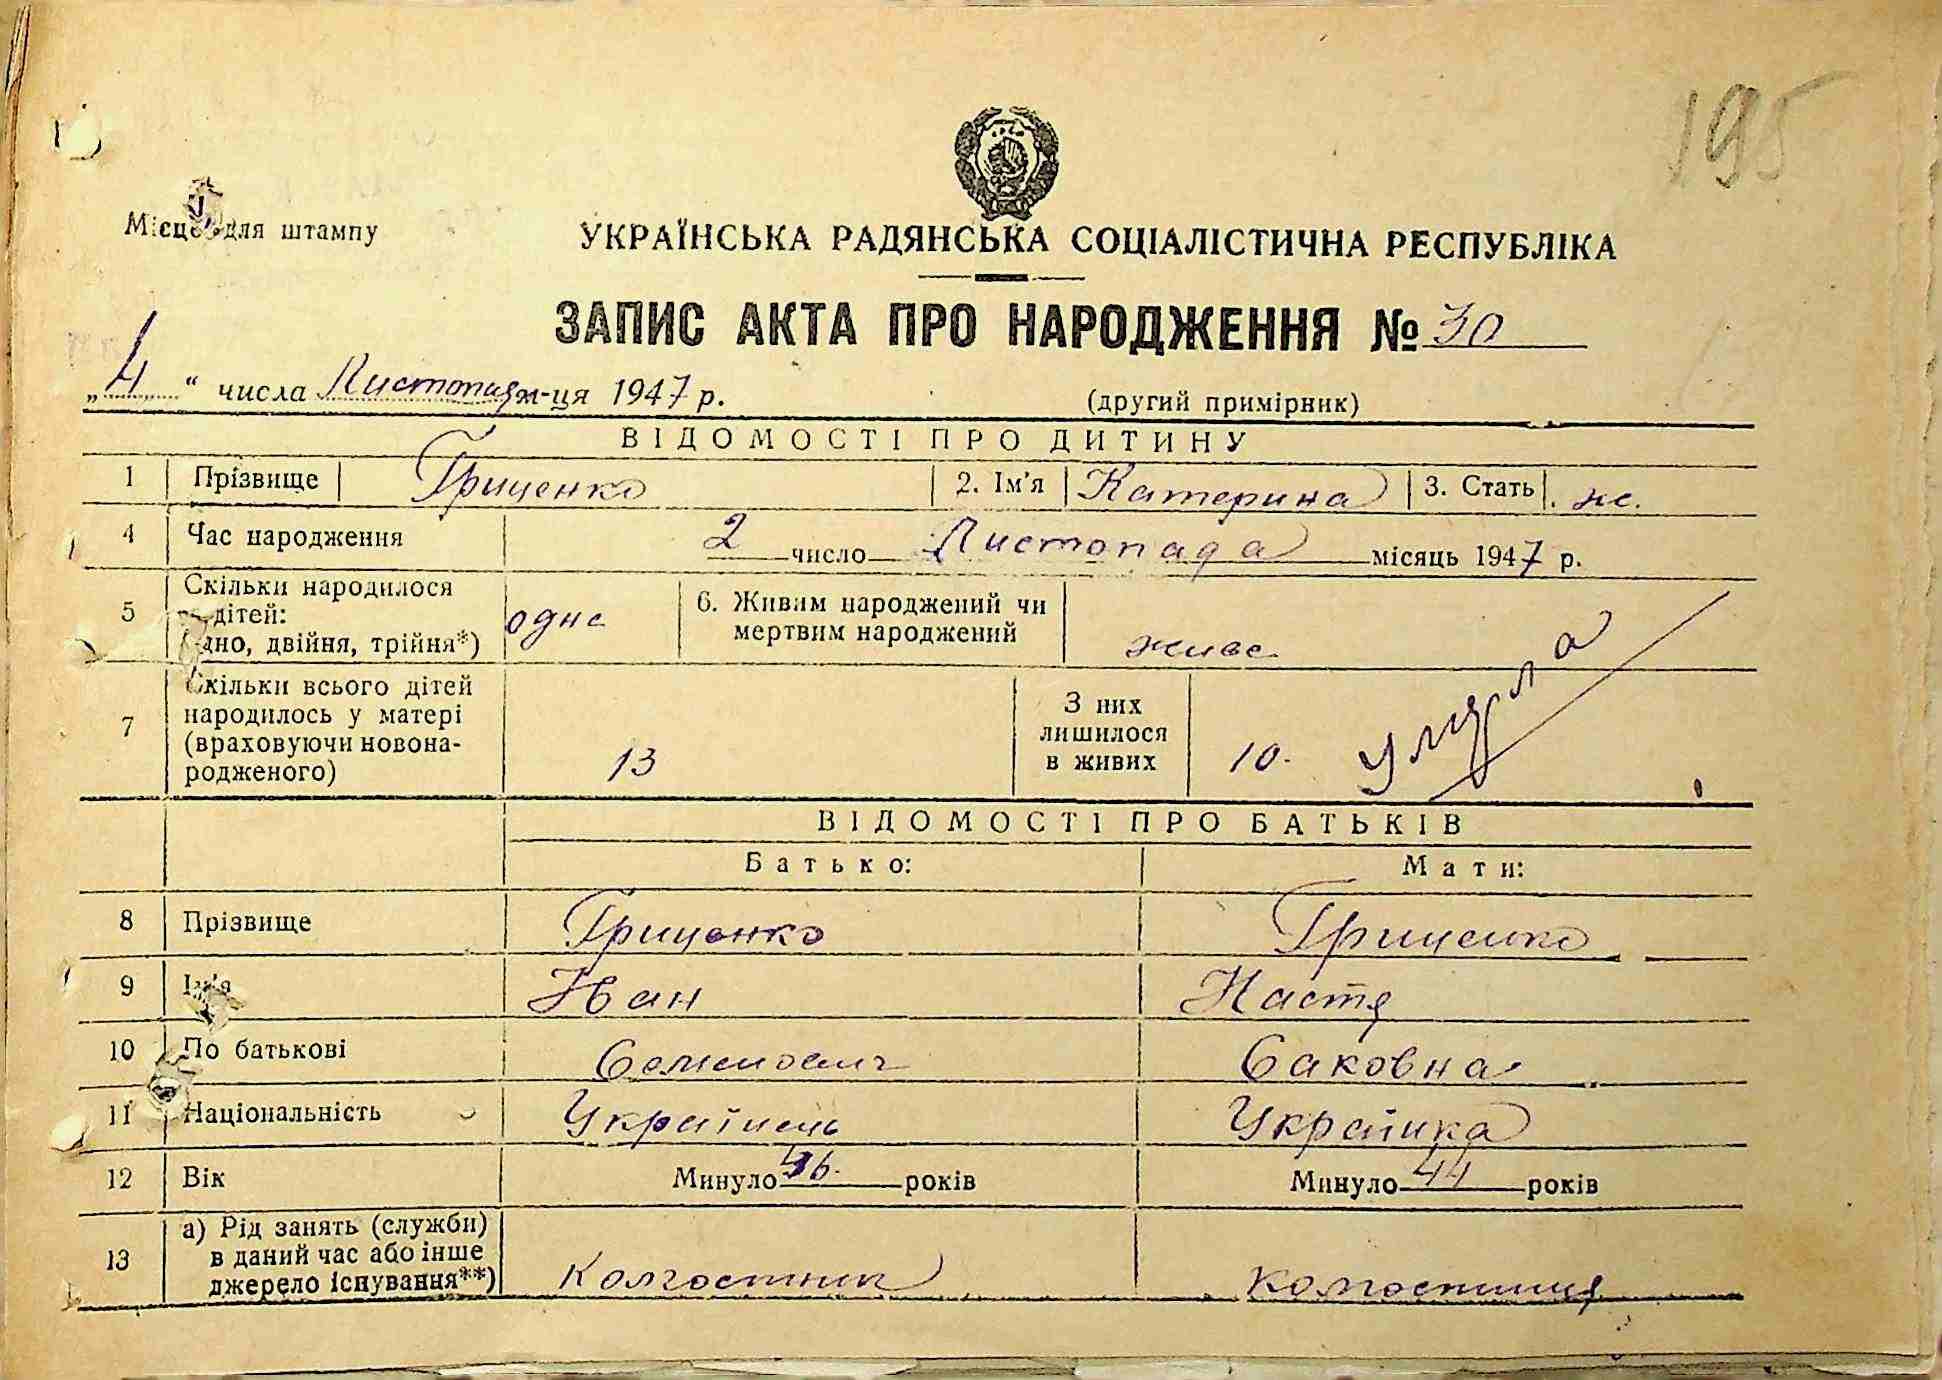 195
Місце для штампу
УКРАЇНСЬКА РАДЯНСЬКА СОЦІАЛІСТИЧНА РЕСПУБЛІКА
ЗАПИС АКТА ПРО НАРОДЖЕННЯ № 30
„4“ числа Листопада м-ця 1947 р.
(другий примірник)
ВІДОМОСТІ ПРО ДИТИНУ
1 Прізвище Гриценко 2. Ім'я Катерина 3. Стать ж.
4 Час народження 2 число Листопада місяць 1947 р.
5 Скільки народилося
дітей:
одно, двійня, трійня*) одне 6. Живим народжений чи
мертвим народжений живе
7 Скільки всього дітей
народилось у матері
(враховуючи новона-
родженого) 13 З них
лишилося
в живих 10. умерла
ВІДОМОСТІ ПРО БАТЬКІВ
Батько: Мати:
8 Прізвище Гриценко Гриценко
9 Ім'я Іван Настя
10 По батькові Семенович Саковна
11 Національність Українець Українка
12 Вік Минуло 46. років Минуло 44 років
13 а) Рід занять (служби)
в даний час або інше
джерело існування**) Колгостник колгостниця